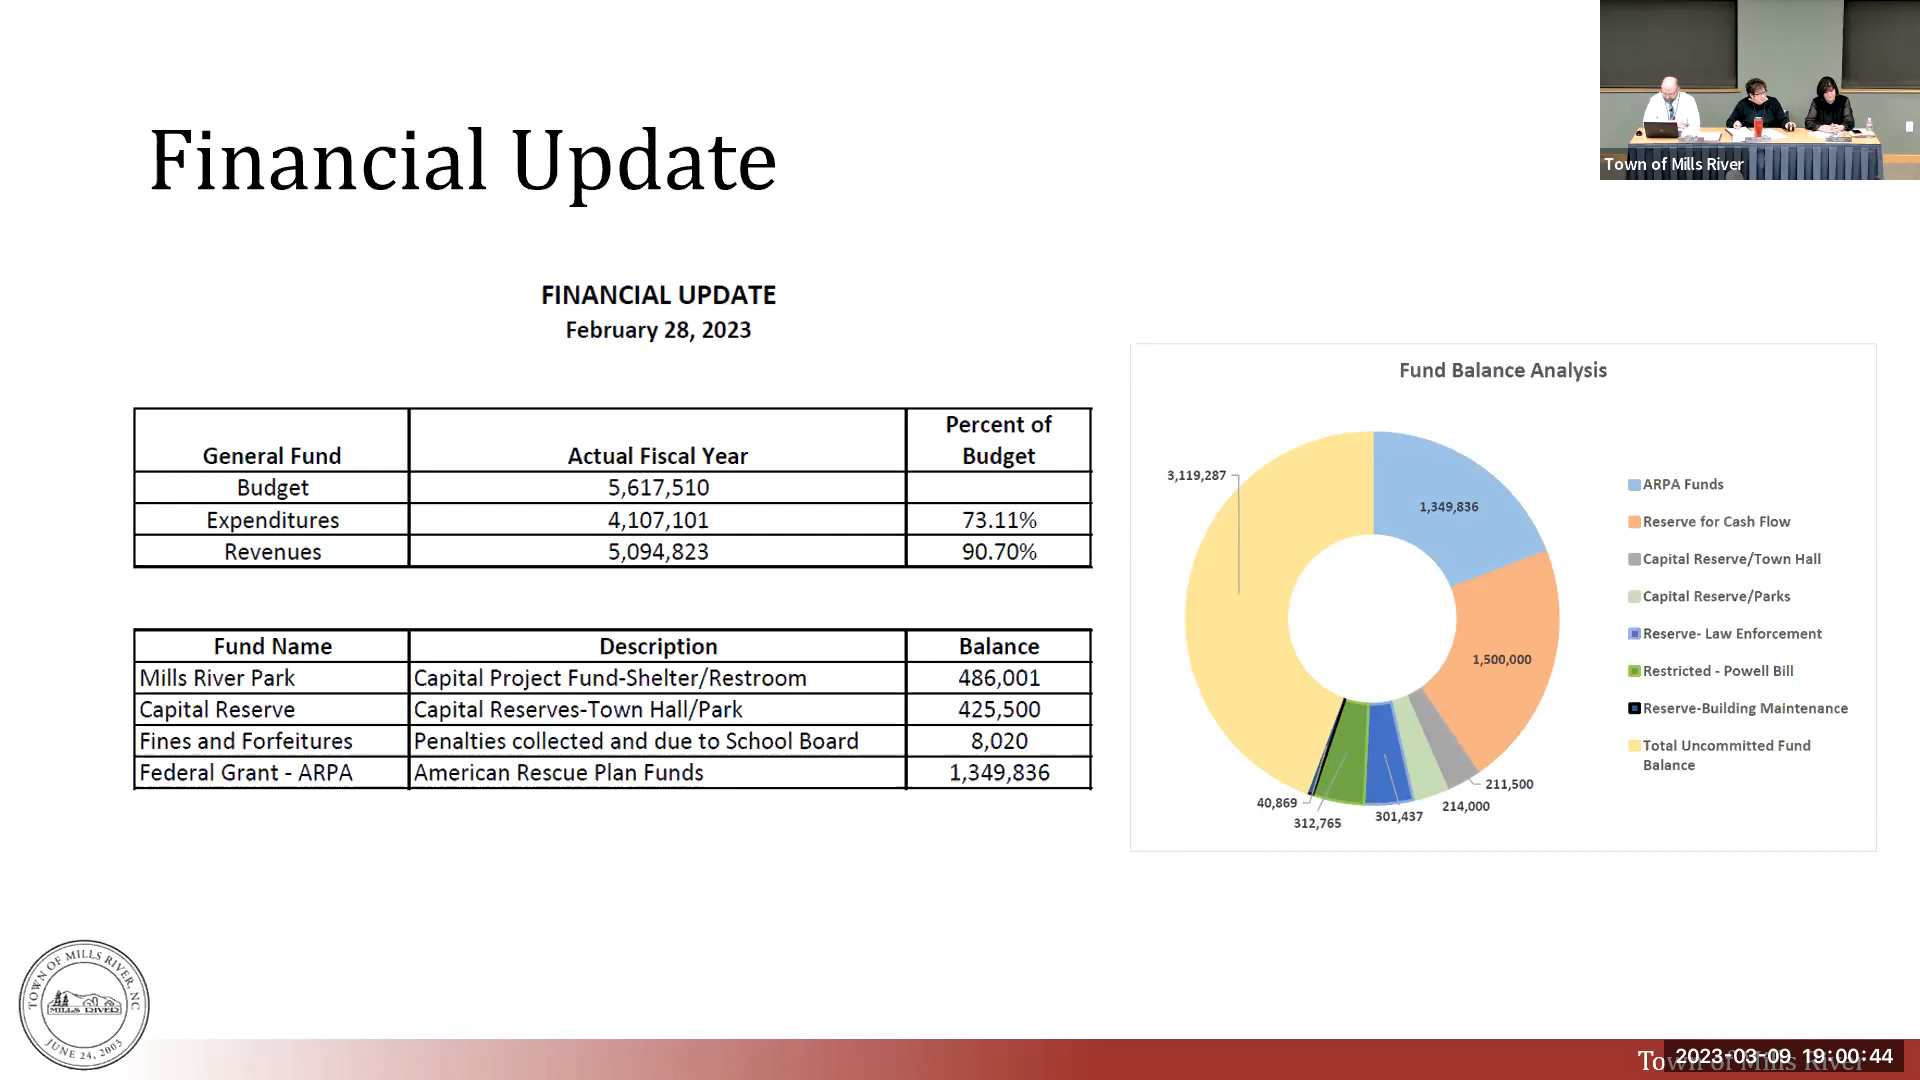 Financial Update
Town of Mills River
FINANCIAL UPDATE
February 28, 2023
General Fund Actual Fiscal Year Percent of Budget
Budget 5,617,510
Expenditures 4,107,101 73.11%
Revenues 5,094,823 90.70%
Fund Name Description Balance
Mills River Park Capital Project Fund-Shelter/Restroom 486,001
Capital Reserve Capital Reserves-Town Hall/Park 425,500
Fines and Forfeitures Penalties collected and due to School Board 8,020
Federal Grant - ARPA American Rescue Plan Funds 1,349,836
Fund Balance Analysis
3,119,287
1,349,836
1,500,000
211,500
214,000
301,437
312,765
40,869
ARPA Funds
Reserve for Cash Flow
Capital Reserve/Town Hall
Capital Reserve/Parks
Reserve- Law Enforcement
Restricted - Powell Bill
Reserve-Building Maintenance
Total Uncommitted Fund
Balance
TOWN OF MILLS RIVER, NC
MILLS RIVER
JUNE 24, 2003
Town of Mills River
2023-03-09 19:00:44